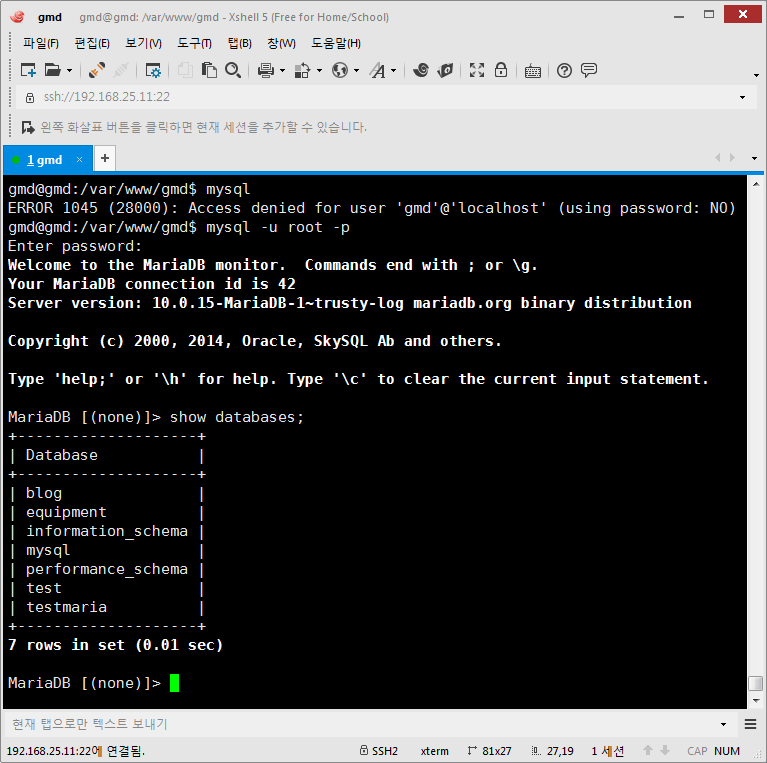 gmd gmd@gmd: /var/www/gmd - Xshell 5 (Free for Home/School)
파일(F) 편집(E) 보기(V) 도구(T) 탭(B) 창(W) 도움말(H)
ssh://192.168.25.11:22
왼쪽 화살표 버튼을 클릭하면 현재 세션을 추가할 수 있습니다.
1 gmd × +
gmd@gmd:/var/www/gmd$ mysql
ERROR 1045 (28000): Access denied for user 'gmd'@'localhost' (using password: NO)
gmd@gmd:/var/www/gmd$ mysql -u root -p
Enter password:
Welcome to the MariaDB monitor.  Commands end with ; or \g.
Your MariaDB connection id is 42
Server version: 10.0.15-MariaDB-1~trusty-log mariadb.org binary distribution
Copyright (c) 2000, 2014, Oracle, SkySQL Ab and others.
Type 'help;' or '\h' for help. Type '\c' to clear the current input statement.
MariaDB [(none)]> show databases;
+--------------------+
| Database           |
+--------------------+
| blog               |
| equipment          |
| information_schema |
| mysql              |
| performance_schema |
| test               |
| testmaria          |
+--------------------+
7 rows in set (0.01 sec)
MariaDB [(none)]>
현재 탭으로만 텍스트 보내기
192.168.25.11:22에 연결됨. SSH2 xterm 81x27 27,19 1 세션 CAP NUM